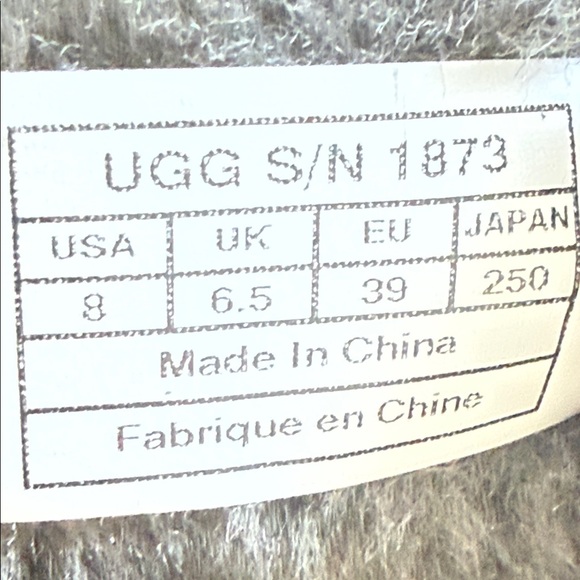 UGG S/N 1873
USA UK EU JAPAN
8 6.5 39 250
Made In China
Fabrique en Chine